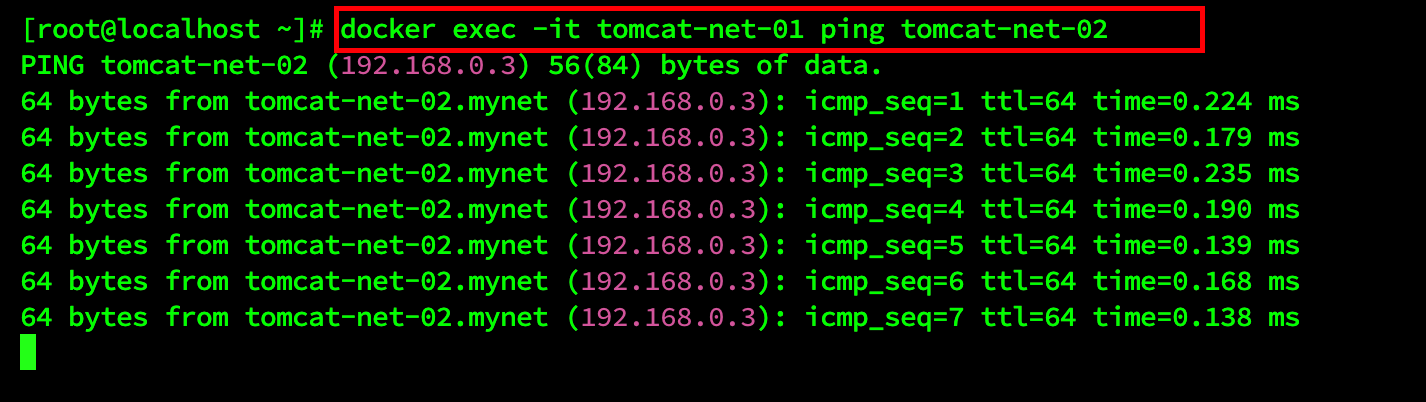 [root@localhost ~]# docker exec -it tomcat-net-01 ping tomcat-net-02
PING tomcat-net-02 (192.168.0.3) 56(84) bytes of data.
64 bytes from tomcat-net-02.mynet (192.168.0.3): icmp_seq=1 ttl=64 time=0.224 ms
64 bytes from tomcat-net-02.mynet (192.168.0.3): icmp_seq=2 ttl=64 time=0.179 ms
64 bytes from tomcat-net-02.mynet (192.168.0.3): icmp_seq=3 ttl=64 time=0.235 ms
64 bytes from tomcat-net-02.mynet (192.168.0.3): icmp_seq=4 ttl=64 time=0.190 ms
64 bytes from tomcat-net-02.mynet (192.168.0.3): icmp_seq=5 ttl=64 time=0.139 ms
64 bytes from tomcat-net-02.mynet (192.168.0.3): icmp_seq=6 ttl=64 time=0.168 ms
64 bytes from tomcat-net-02.mynet (192.168.0.3): icmp_seq=7 ttl=64 time=0.138 ms